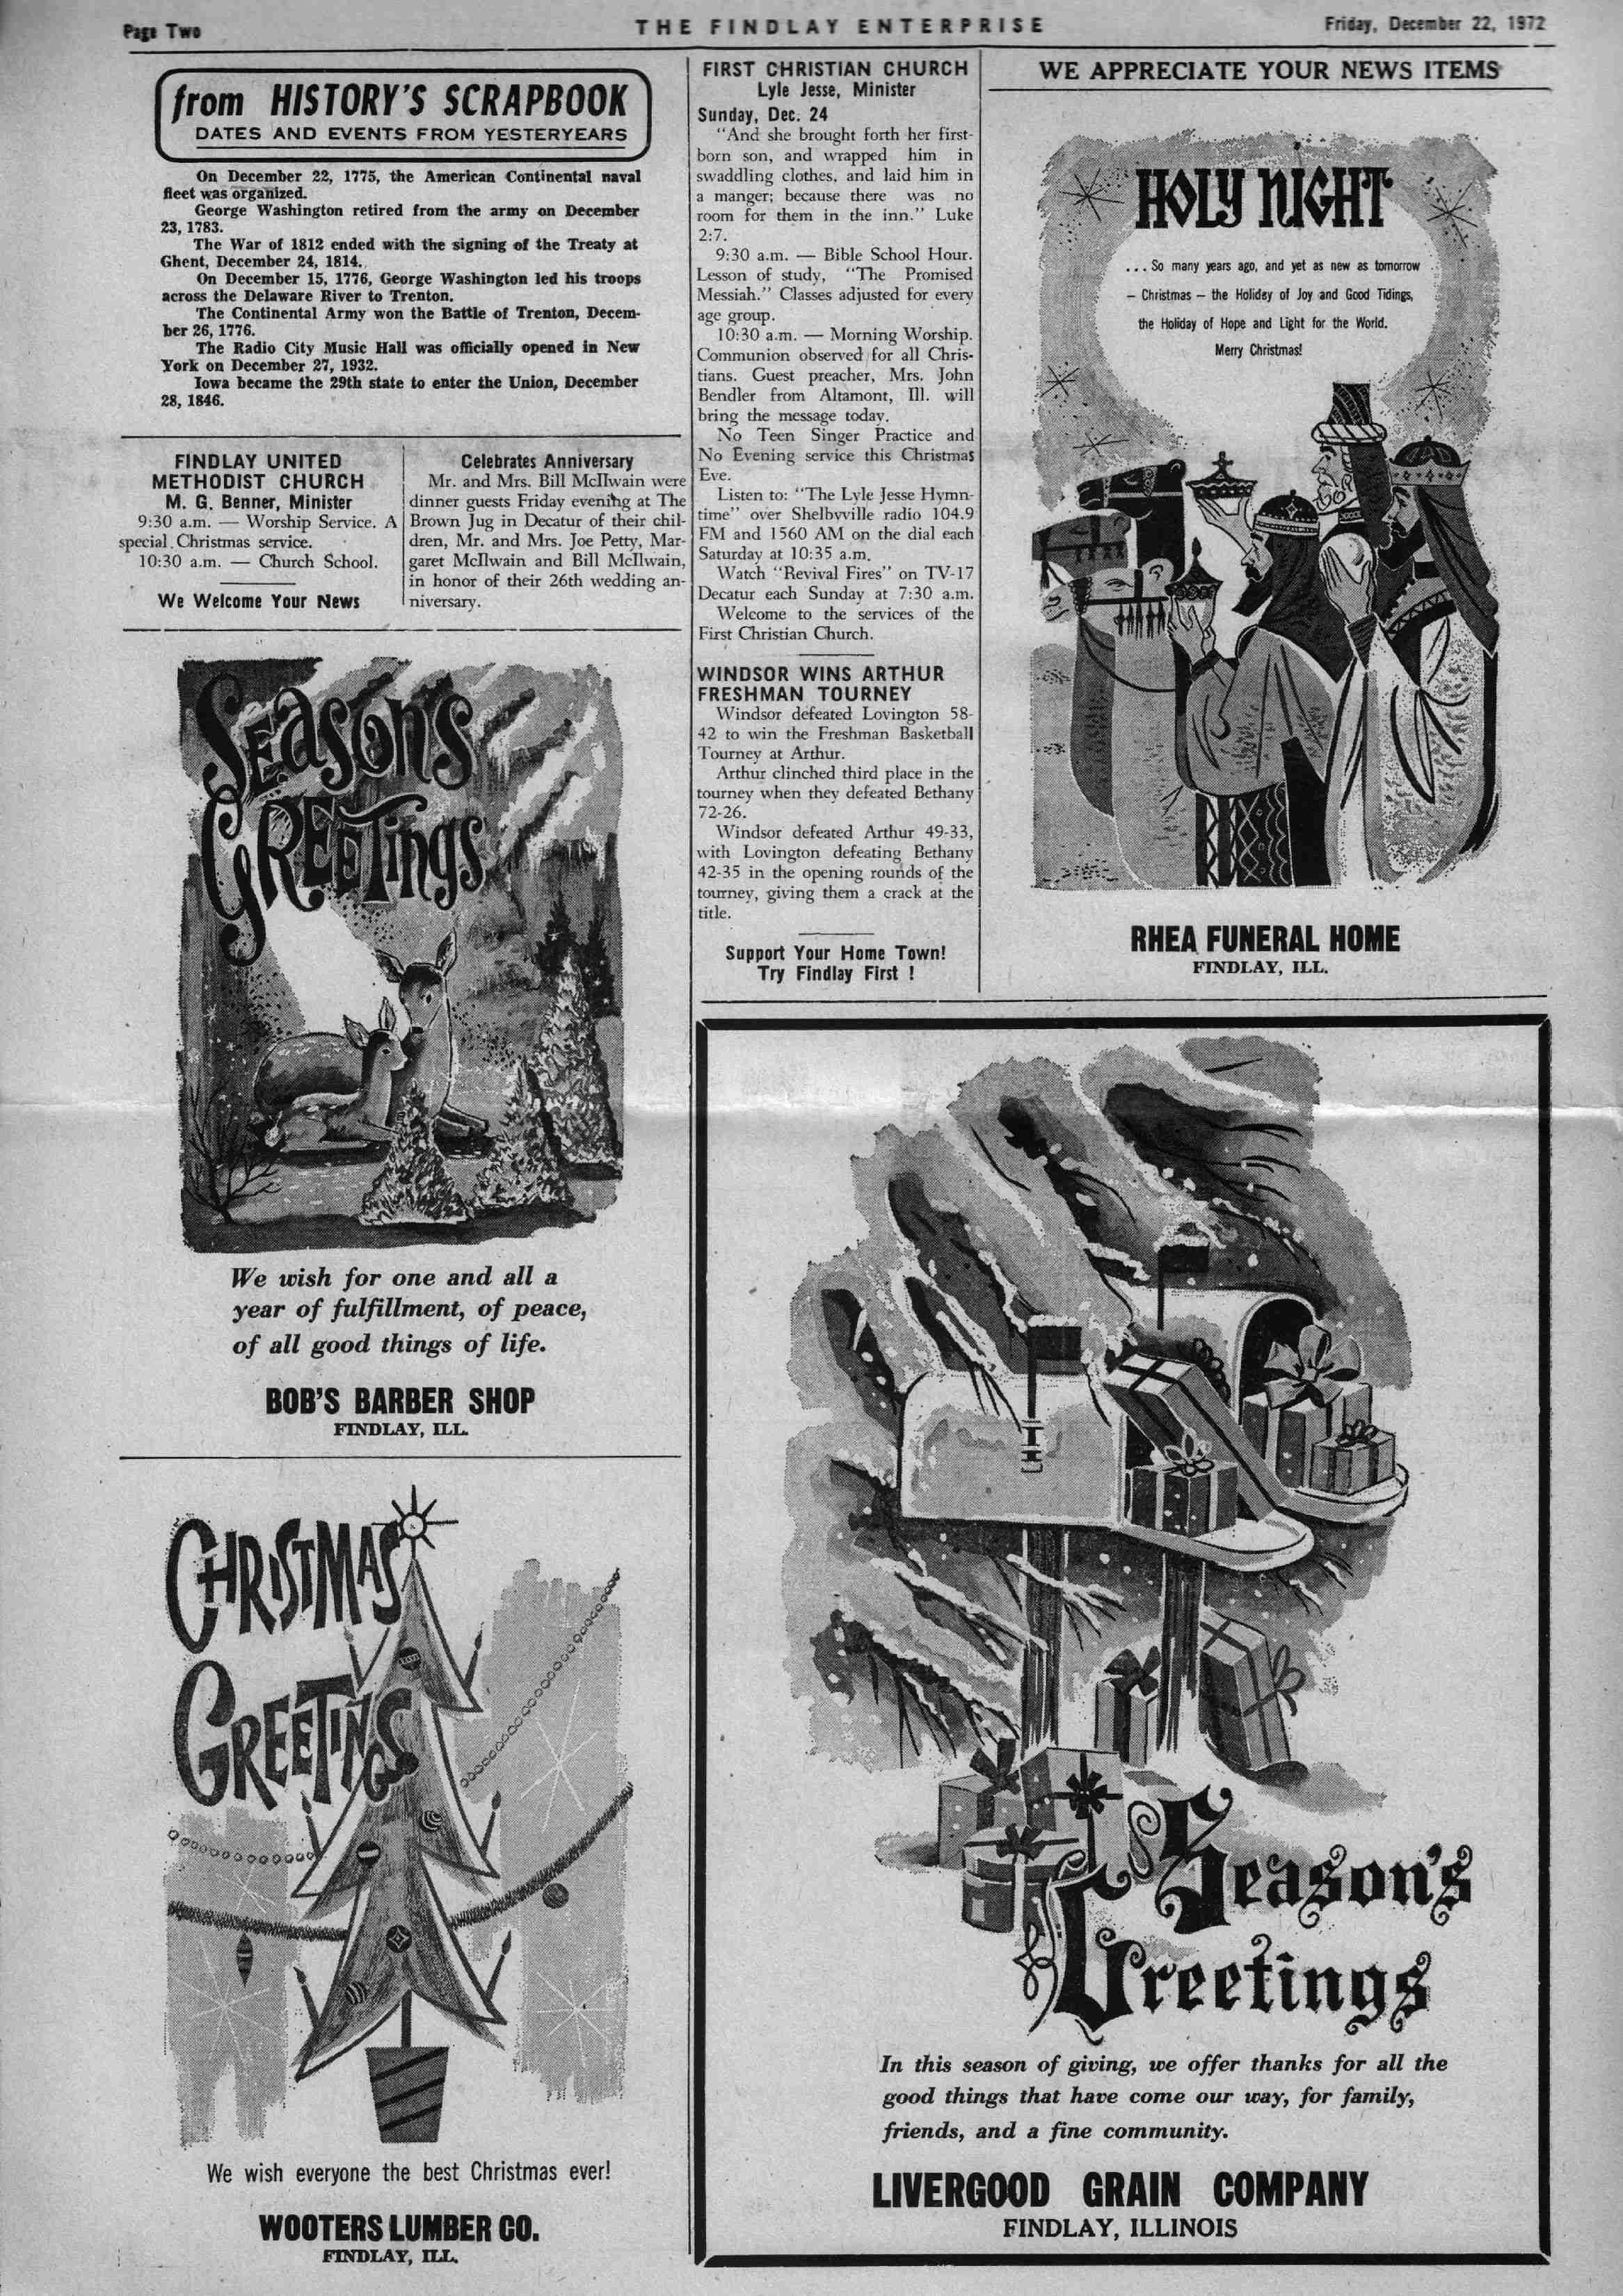 Page Two
THE FINDLAY ENTERPRISE
Friday, December 22, 1972
from HISTORY'S SCRAPBOOK
DATES AND EVENTS FROM YESTERYEARS
On December 22, 1775, the American Continental naval
fleet was organized.
George Washington retired from the army on December
23, 1783.
The War of 1812 ended with the signing of the Treaty at
Ghent, December 24, 1814.
On December 15, 1776, George Washington led his troops
across the Delaware River to Trenton.
The Continental Army won the Battle of Trenton, Decem-
ber 26, 1776.
The Radio City Music Hall was officially opened in New
York on December 27, 1932.
Iowa became the 29th state to enter the Union, December
28, 1846.
FINDLAY UNITED
METHODIST CHURCH
M. G. Benner, Minister
9:30 a.m. — Worship Service. A
special Christmas service.
10:30 a.m. — Church School.
We Welcome Your News
Celebrates Anniversary
Mr. and Mrs. Bill McIlwain were
dinner guests Friday evening at The
Brown Jug in Decatur of their chil-
dren, Mr. and Mrs. Joe Petty, Mar-
garet McIlwain and Bill McIlwain,
in honor of their 26th wedding an-
niversary.
SEASON'S
GREETINGS
We wish for one and all a
year of fulfillment, of peace,
of all good things of life.
BOB'S BARBER SHOP
FINDLAY, ILL.
CHRISTMAS
GREETINGS
We wish everyone the best Christmas ever!
WOOTERS LUMBER CO.
FINDLAY, ILL.
FIRST CHRISTIAN CHURCH
Lyle Jesse, Minister
Sunday, Dec. 24
"And she brought forth her first-
born son, and wrapped him in
swaddling clothes, and laid him in
a manger; because there was no
room for them in the inn." Luke
2:7.
9:30 a.m. — Bible School Hour.
Lesson of study, "The Promised
Messiah." Classes adjusted for every
age group.
10:30 a.m. — Morning Worship.
Communion observed for all Chris-
tians. Guest preacher, Mrs. John
Bendler from Altamont, Ill. will
bring the message today.
No Teen Singer Practice and
No Evening service this Christmas
Eve.
Listen to: "The Lyle Jesse Hymn-
time" over Shelbyville radio 104.9
FM and 1560 AM on the dial each
Saturday at 10:35 a.m.
Watch "Revival Fires" on TV-17
Decatur each Sunday at 7:30 a.m.
Welcome to the services of the
First Christian Church.
WINDSOR WINS ARTHUR
FRESHMAN TOURNEY
Windsor defeated Lovington 58-
42 to win the Freshman Basketball
Tourney at Arthur.
Arthur clinched third place in the
tourney when they defeated Bethany
72-26.
Windsor defeated Arthur 49-33,
with Lovington defeating Bethany
42-35 in the opening rounds of the
tourney, giving them a crack at the
title.
Support Your Home Town!
Try Findlay First !
WE APPRECIATE YOUR NEWS ITEMS
HOLY NIGHT
... So many years ago, and yet as new as tomorrow
– Christmas – the Holiday of Joy and Good Tidings,
the Holiday of Hope and Light for the World.
Merry Christmas!
RHEA FUNERAL HOME
FINDLAY, ILL.
Season's
Greetings
In this season of giving, we offer thanks for all the
good things that have come our way, for family,
friends, and a fine community.
LIVERGOOD GRAIN COMPANY
FINDLAY, ILLINOIS